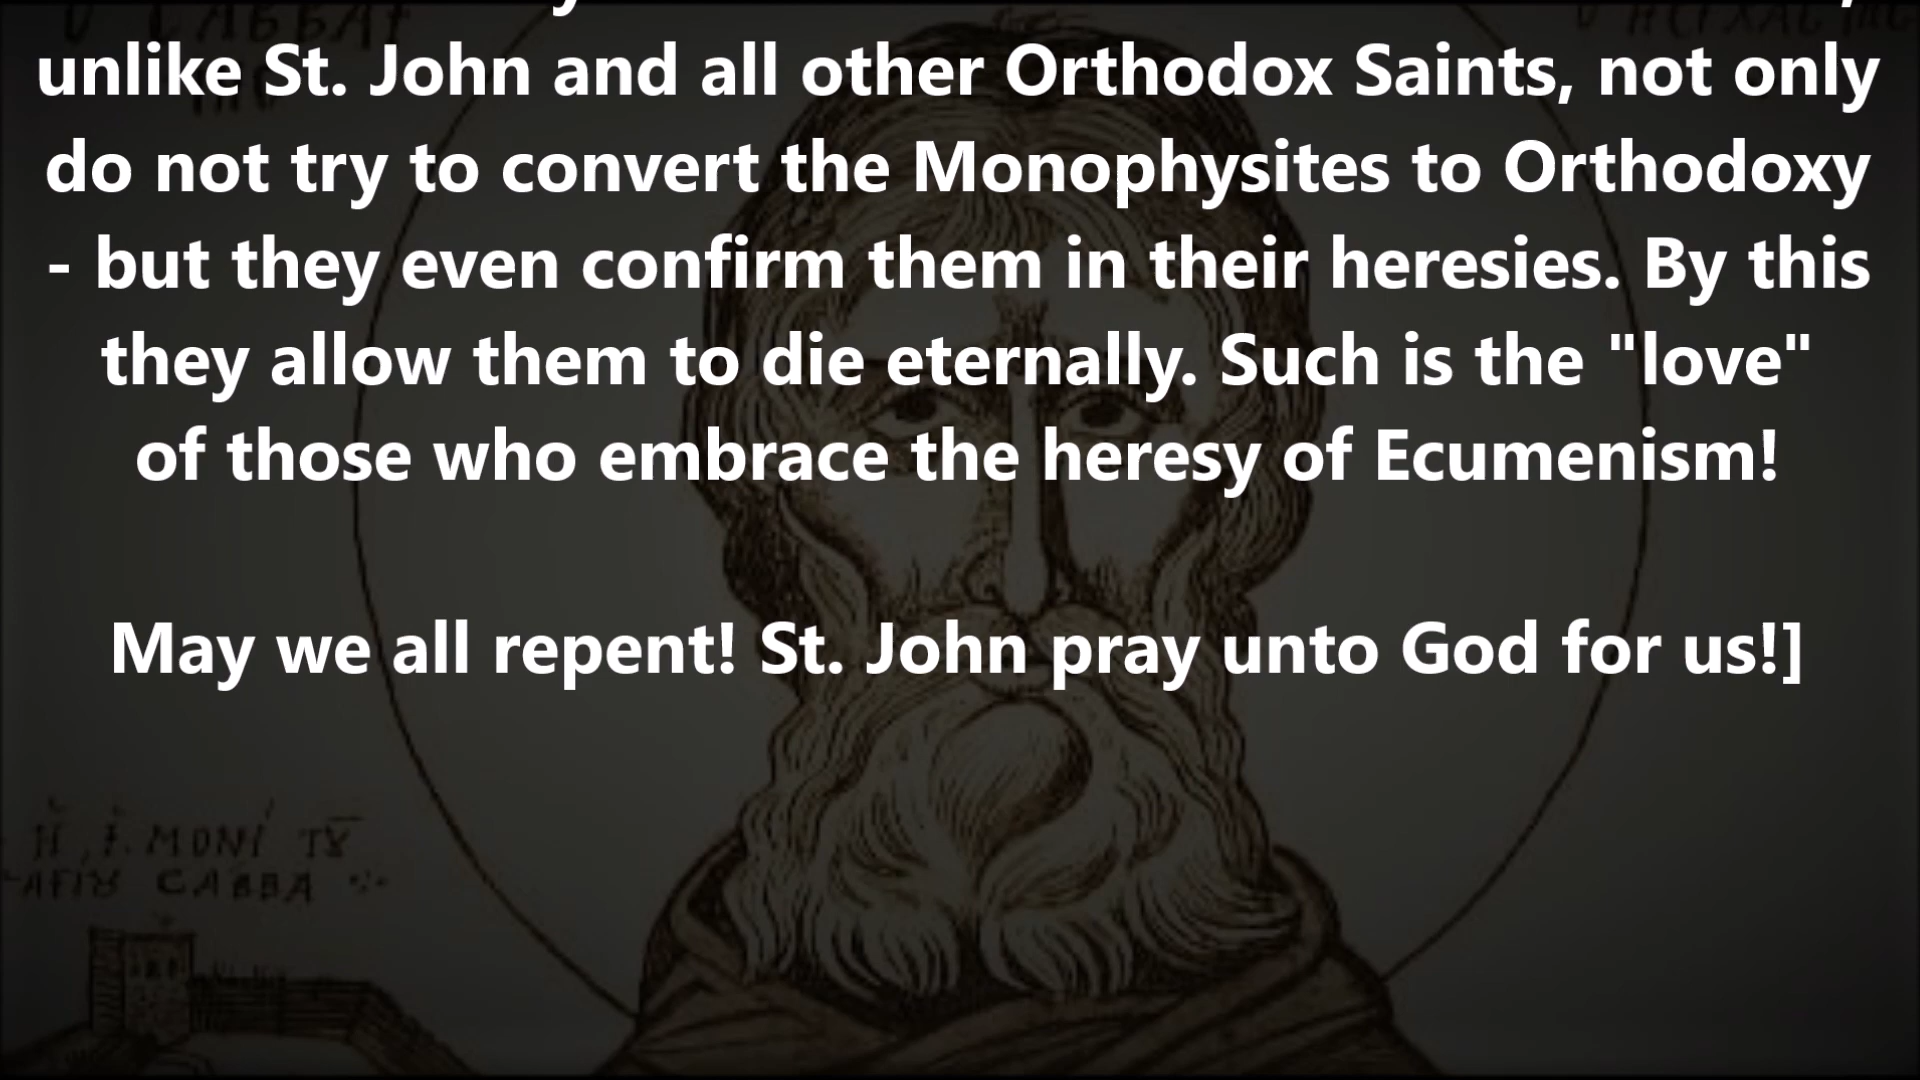 unlike St. John and all other Orthodox Saints, not only
do not try to convert the Monophysites to Orthodoxy
- but they even confirm them in their heresies. By this
they allow them to die eternally. Such is the "love"
of those who embrace the heresy of Ecumenism!
May we all repent! St. John pray unto God for us!]
ΑΓΙΟΥ ΣΑΒΒΑ